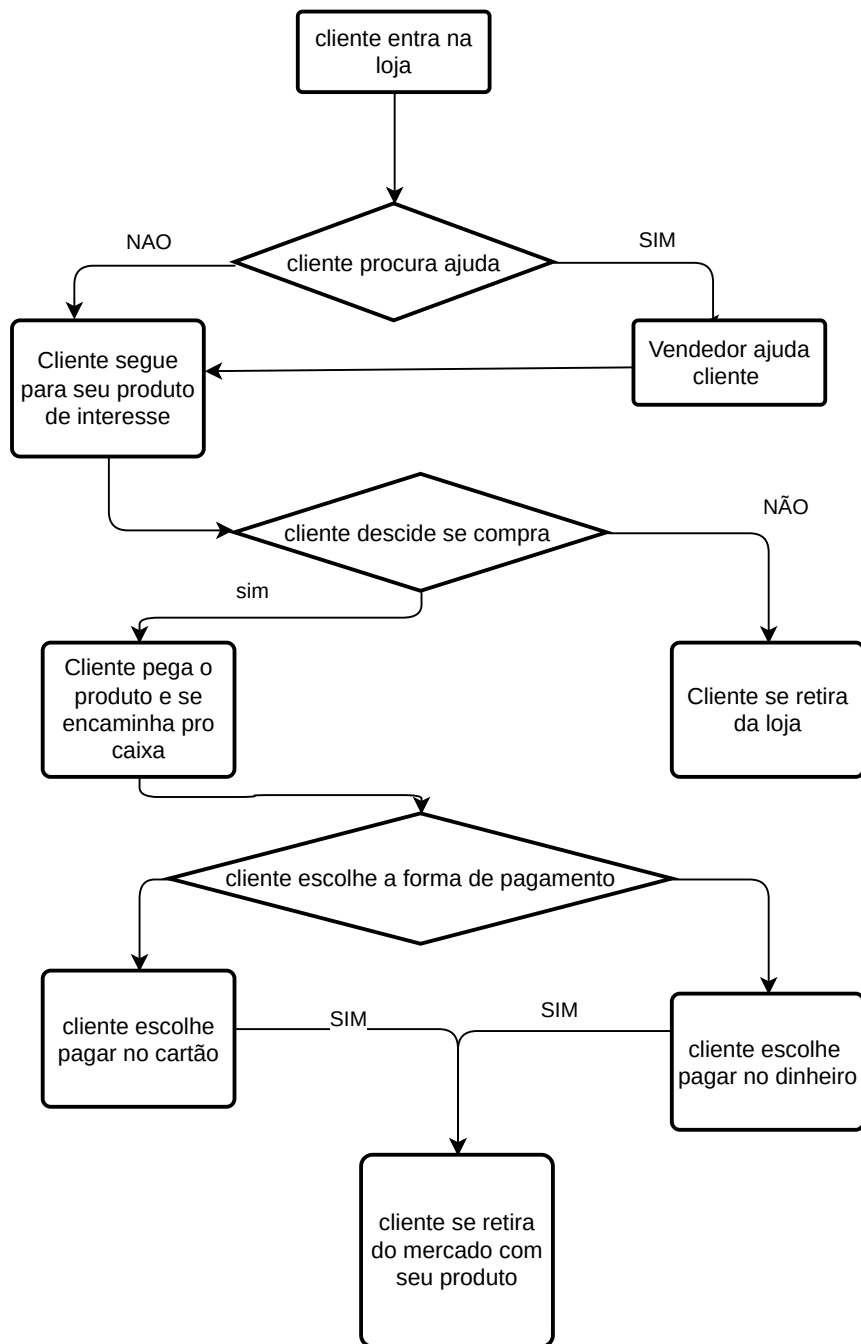 cliente entra na
loja
NAO
SIM
cliente procura ajuda
Cliente segue
para seu produto
de interesse
Vendedor ajuda
cliente
NÃO
cliente descide se compra
sim
Cliente pega o
produto e se
encaminha pro
caixa
Cliente se retira
da loja
cliente escolhe a forma de pagamento
SIM
SIM
cliente escolhe
pagar no cartão
cliente escolhe
pagar no dinheiro
cliente se retira
do mercado com
seu produto